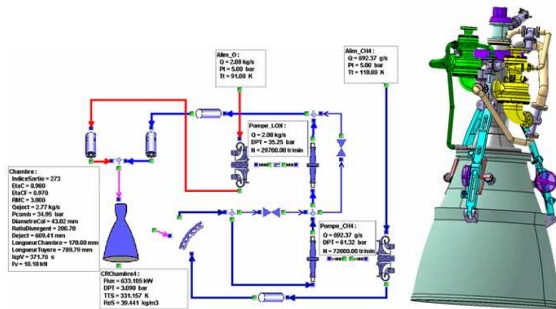 Alim_O :
Q = 2.08 kg/s
Pt = 5.00 bar
Tt = 91.00 K
Alim_CH4 :
Q = 692.37 g/s
Pt = 5.00 bar
Tt = 110.00 K
Pompe_LOX :
Q = 2.08 kg/s
DPT = 35.25 bar
N = 29700.00 tr/min
Chambre :
IndiceSortie = 273
EtaC = 0.980
EtaCF = 0.970
RMC = 3.000
Qeject = 2.77 kg/s
Pcomb = 34.95 bar
DiametreCol = 43.02 mm
RatioDivergent = 200.70
Deject = 609.41 mm
LongueurChambre = 170.00 mm
LongueurTuyere = 789.79 mm
IspV = 371.76 s
Fv = 10.10 kN
Pompe_CH4 :
Q = 692.37 g/s
DPT = 61.32 bar
N = 72000.00 tr/min
CRChambre4 :
Flux = 633.105 kW
DPT = 3.090 bar
TTS = 331.157 K
RoS = 39.441 kg/m3